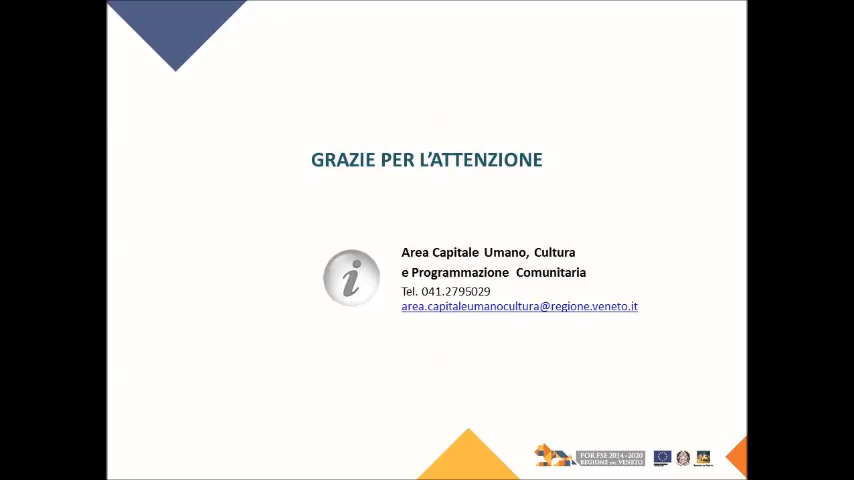 GRAZIE PER L'ATTENZIONE
Area Capitale Umano, Cultura
e Programmazione Comunitaria
Tel. 041.2795029
area.capitaleumanocultura@regione.veneto.it
POR FSE 2014-2020
REGIONE DEL VENETO